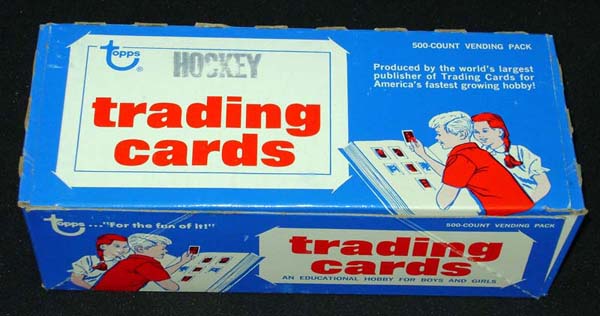 topps
®
HOCKEY
trading
cards
500-COUNT VENDING PACK
Produced by the world's largest
publisher of Trading Cards for
America's fastest growing hobby!
topps ..."For the fun of it!"
500-COUNT VENDING PACK
trading
cards
AN EDUCATIONAL HOBBY FOR BOYS AND GIRLS